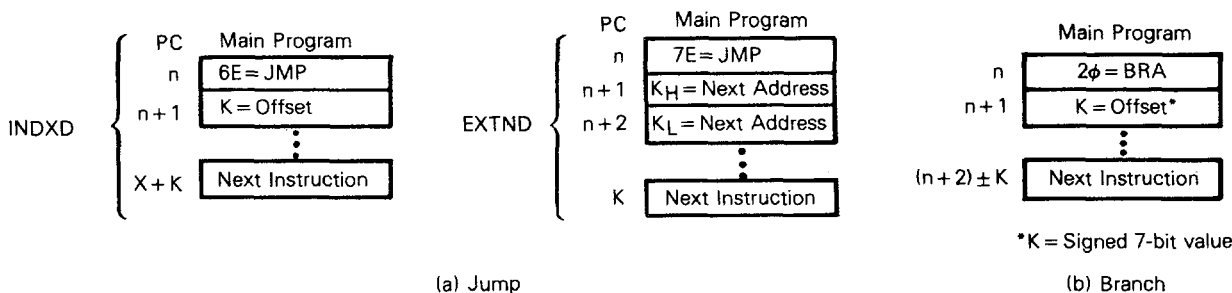 PC Main Program
n 6E = JMP
n + 1 K = Offset
INDXD
X + K Next Instruction
PC Main Program
n 7E = JMP
n + 1 K_H = Next Address
n + 2 K_L = Next Address
EXTND
K Next Instruction
(a) Jump
Main Program
n 2ϕ = BRA
n + 1 K = Offset*
(n + 2) ± K Next Instruction
*K = Signed 7-bit value
(b) Branch